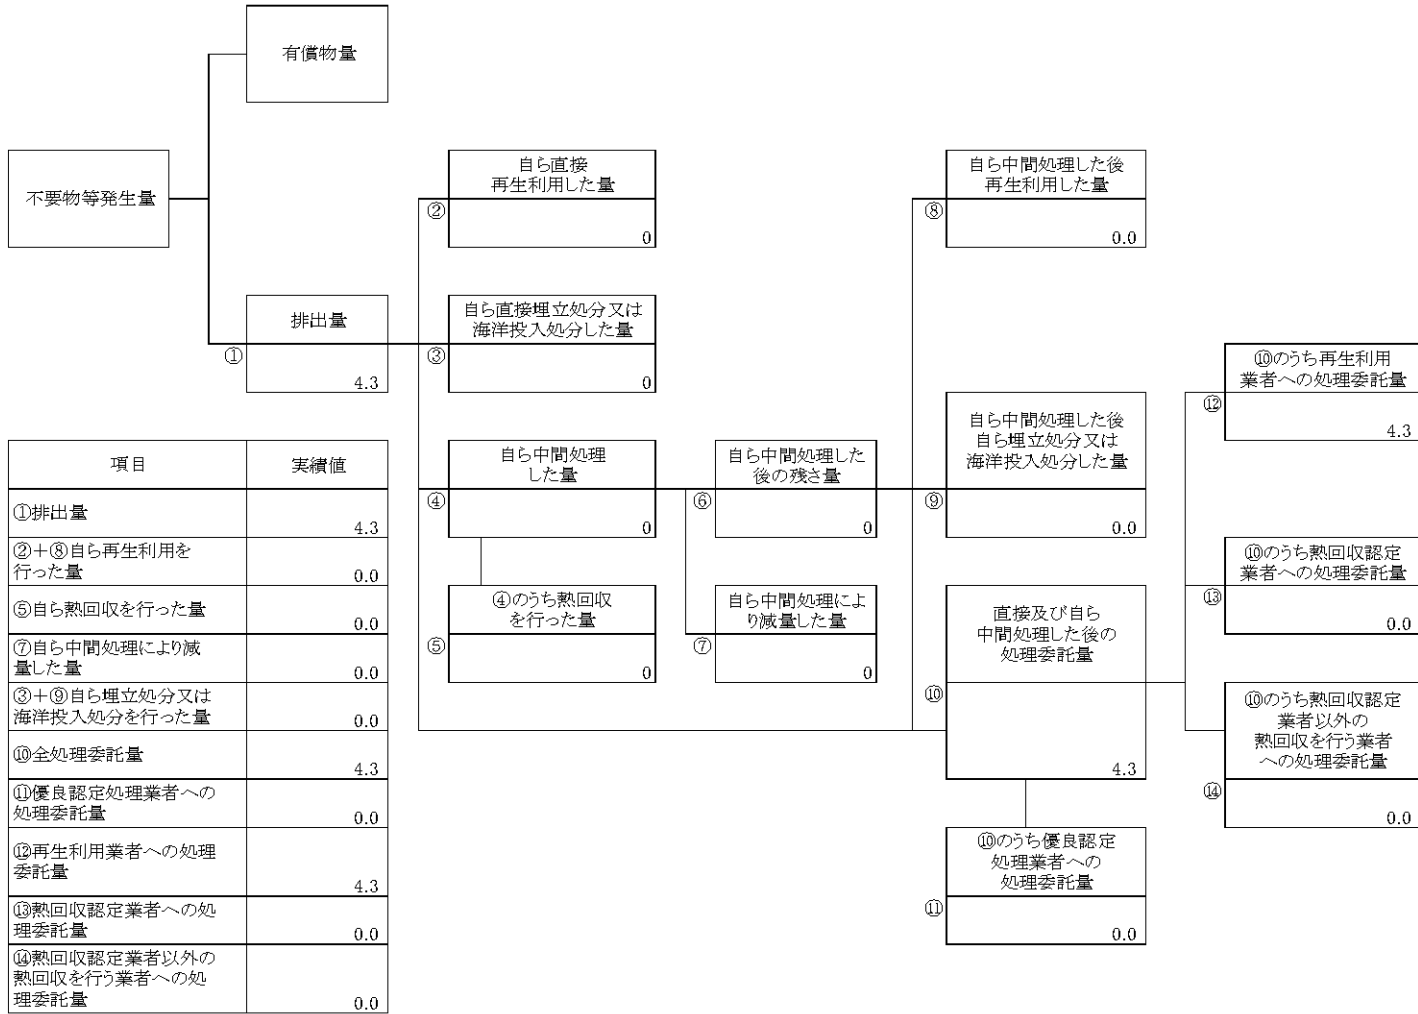 有償物量
不要物等発生量
排出量
①
4.3
自ら直接
再生利用した量
②
0
自ら直接埋立処分又は
海洋投入処分した量
③
0
自ら中間処理
した量
④
0
④のうち熱回収
を行った量
⑤
0
自ら中間処理した
後の残さ量
⑥
0
自ら中間処理によ
り減量した量
⑦
0
自ら中間処理した後
再生利用した量
⑧
0.0
自ら中間処理した後
自ら埋立処分又は
海洋投入処分した量
⑨
0.0
直接及び自ら
中間処理した後の
処理委託量
⑩
4.3
⑩のうち優良認定
処理業者への
処理委託量
⑪
0.0
⑩のうち再生利用
業者への処理委託量
⑫
4.3
⑩のうち熱回収認定
業者への処理委託量
⑬
0.0
⑩のうち熱回収認定
業者以外の
熱回収を行う業者
への処理委託量
⑭
0.0
項目 実績値
①排出量
4.3
②＋⑧自ら再生利用を
行った量
0.0
⑤自ら熱回収を行った量
0.0
⑦自ら中間処理により減
量した量
0.0
③＋⑨自ら埋立処分又は
海洋投入処分を行った量
0.0
⑩全処理委託量
4.3
⑪優良認定処理業者への
処理委託量
0.0
⑫再生利用業者への処理
委託量
4.3
⑬熱回収認定業者への処
理委託量
0.0
⑭熱回収認定業者以外の
熱回収を行う業者への処
理委託量
0.0